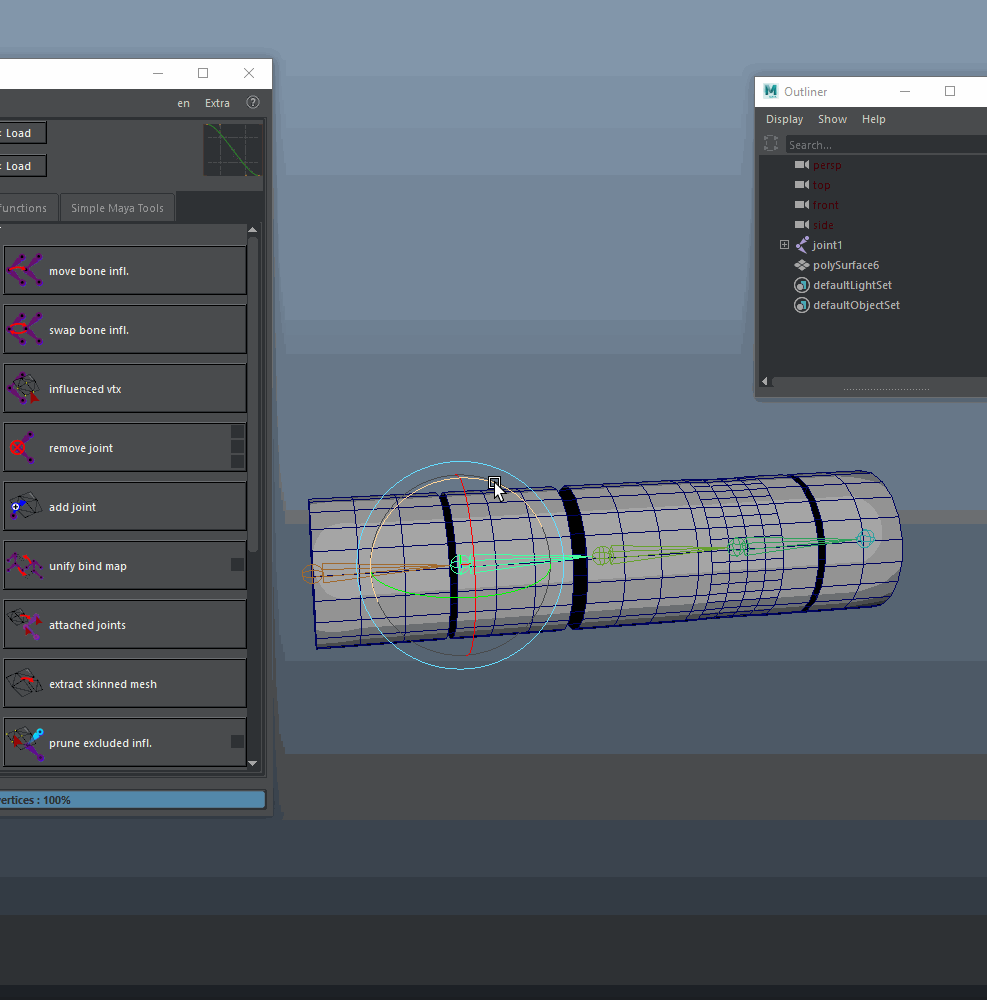 en Extra ?
Load
Load
functions
Simple Maya Tools
move bone infl.
swap bone infl.
influenced vtx
remove joint
add joint
unify bind map
attached joints
extract skinned mesh
prune excluded infl.
vertices : 100%
M Outliner
Display Show Help
Search...
persp
top
front
side
joint1
polySurface6
defaultLightSet
defaultObjectSet